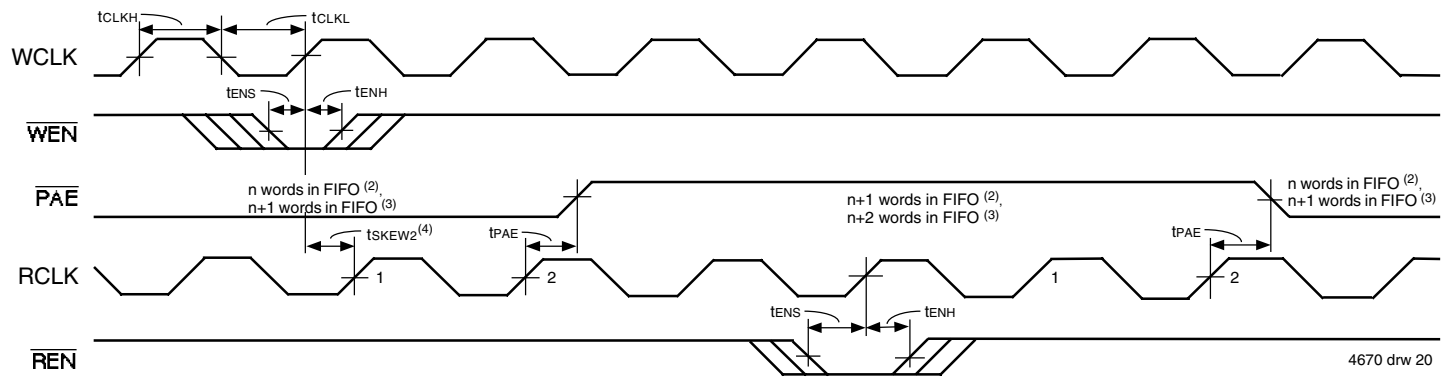 tCLKH
tCLKL
WCLK
tENS
tENH
WEN
n words in FIFO (2),
n+1 words in FIFO (3)
n+1 words in FIFO (2),
n+2 words in FIFO (3)
n words in FIFO (2),
n+1 words in FIFO (3)
PAE
tSKEW2(4)
tPAE
tPAE
RCLK
1
2
1
2
tENS
tENH
REN
4670 drw 20